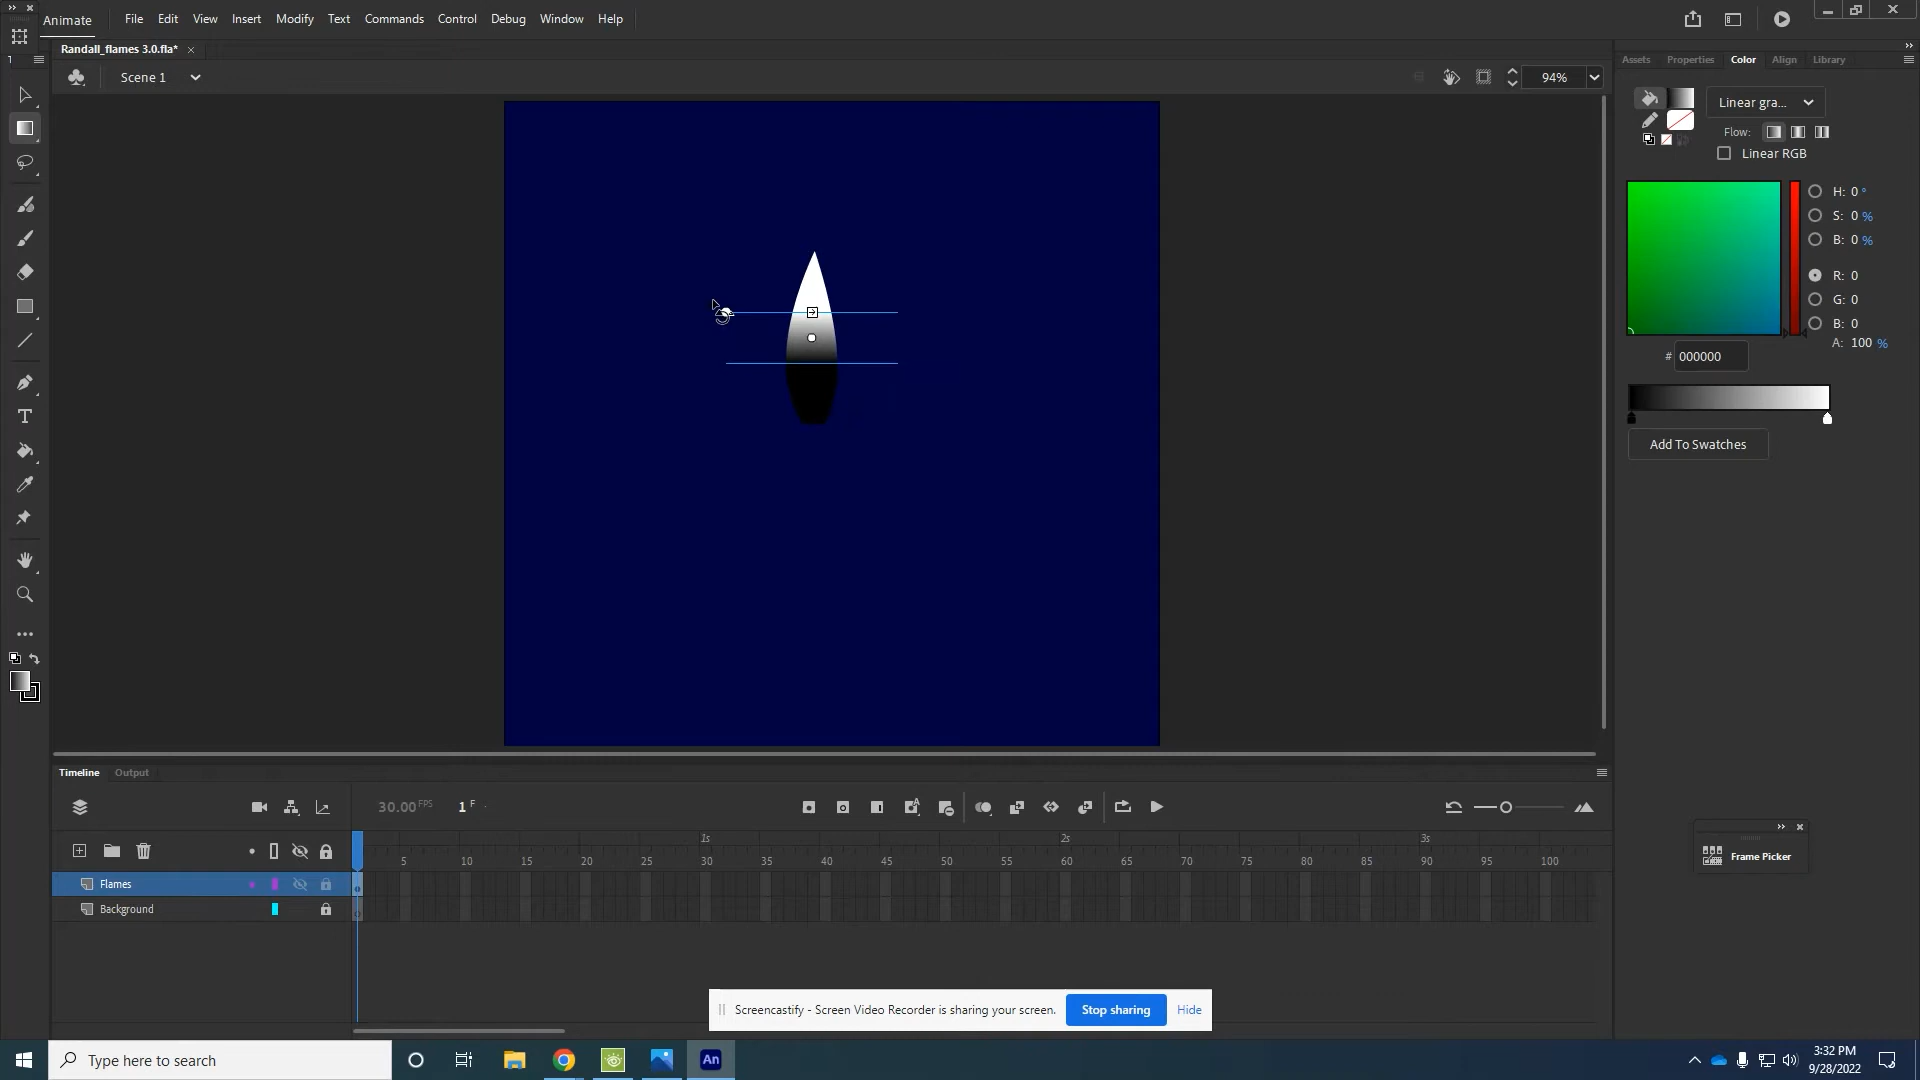 Animate File Edit View Insert Modify Text Commands Control Debug Window Help
Randall_flames 3.0.fla*
Scene 1
94%
Assets Properties Color Align Library
Linear gra...
Flow:
Linear RGB
H: 0 °
S: 0 %
B: 0 %
R: 0
G: 0
B: 0
A: 100 %
# 000000
Add To Swatches
T
Timeline Output
30.00 FPS 1 F
1s 2s 3s
5 10 15 20 25 30 35 40 45 50 55 60 65 70 75 80 85 90 95 100
Flames
Background
Frame Picker
Screencastify - Screen Video Recorder is sharing your screen. Stop sharing Hide
Type here to search
An
3:32 PM
9/28/2022